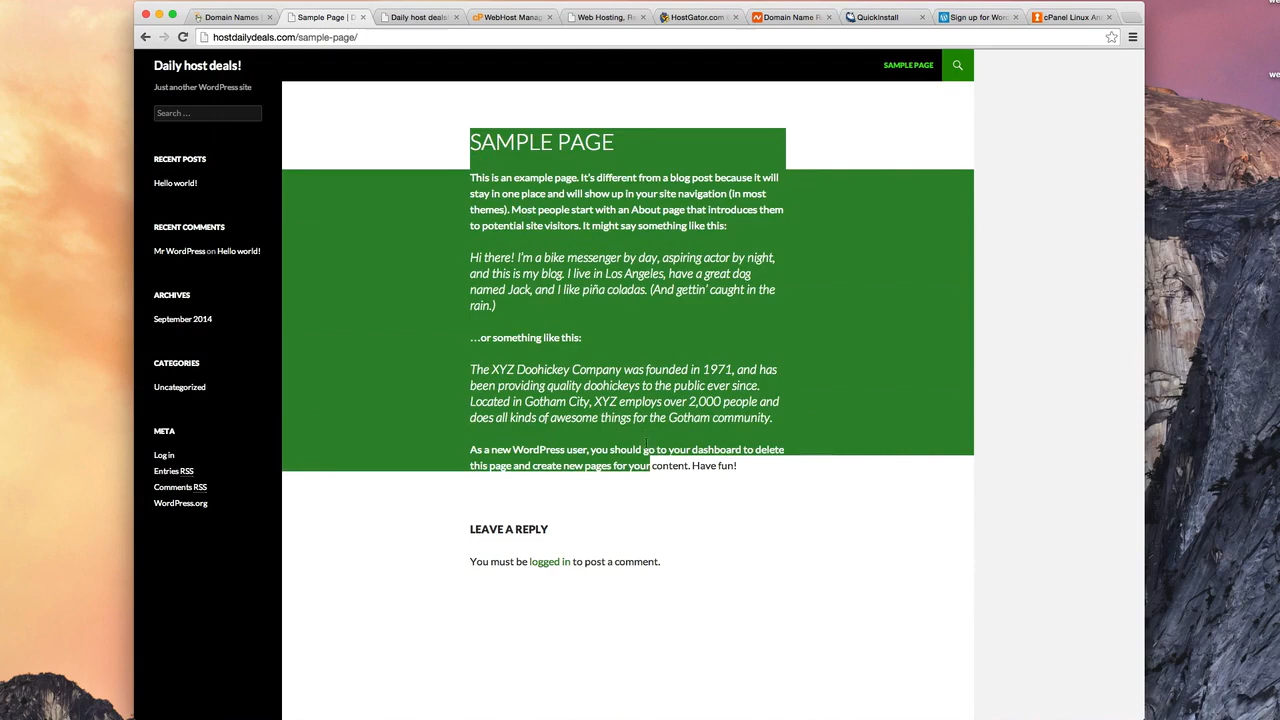 Domain Names |
Sample Page | D
Daily host deals!
WebHost Manag
Web Hosting, Re
HostGator.com
Domain Name R
QuickInstall
Sign up for Word
cPanel Linux
hostdailydeals.com/sample-page/
Daily host deals!
Just another WordPress site
Search …
RECENT POSTS
Hello world!
RECENT COMMENTS
Mr WordPress on Hello world!
ARCHIVES
September 2014
CATEGORIES
Uncategorized
META
Log in
Entries RSS
Comments RSS
WordPress.org
SAMPLE PAGE
SAMPLE PAGE
This is an example page. It's different from a blog post because it will
stay in one place and will show up in your site navigation (in most
themes). Most people start with an About page that introduces them
to potential site visitors. It might say something like this:
Hi there! I'm a bike messenger by day, aspiring actor by night,
and this is my blog. I live in Los Angeles, have a great dog
named Jack, and I like piña coladas. (And gettin' caught in the
rain.)
…or something like this:
The XYZ Doohickey Company was founded in 1971, and has
been providing quality doohickeys to the public ever since.
Located in Gotham City, XYZ employs over 2,000 people and
does all kinds of awesome things for the Gotham community.
As a new WordPress user, you should go to your dashboard to delete
this page and create new pages for your content. Have fun!
LEAVE A REPLY
You must be logged in to post a comment.